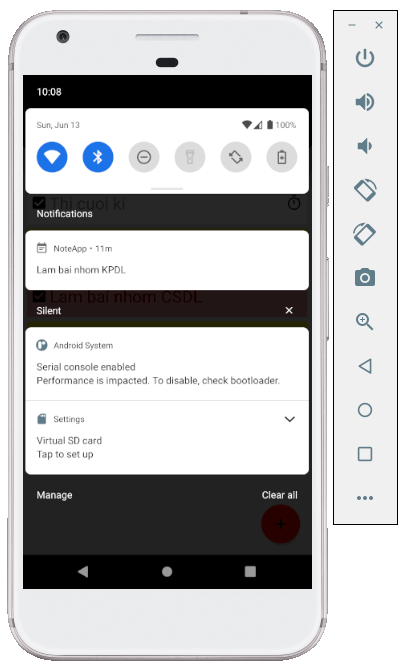 10:08
Sun, Jun 13
100%
Thi cuoi kì
Notifications
NoteApp • 11m
Lam bai nhom KPDL
Lam bai nhom CSDL
Silent
Android System
Serial console enabled
Performance is impacted. To disable, check bootloader.
Settings
Virtual SD card
Tap to set up
Manage
Clear all